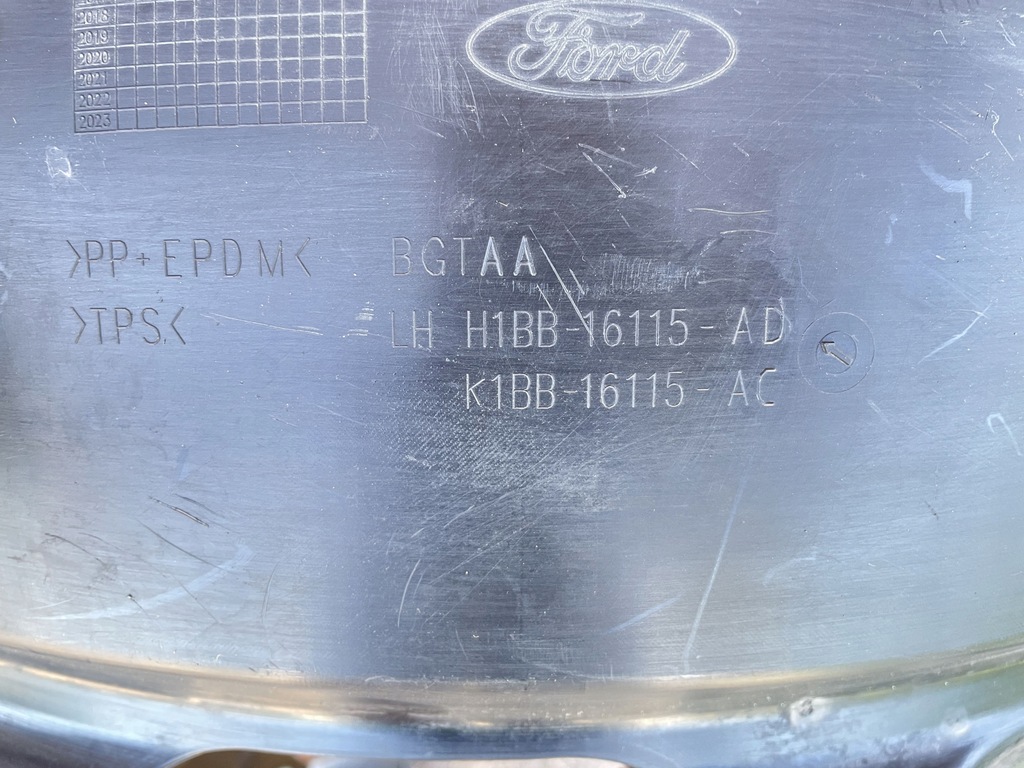 2018
2019
2020
2021
2022
2023
Ford
>PP+EPDM<
BGTAA
>TPS<
LH H1BB-16115-AD
K1BB-16115-AC